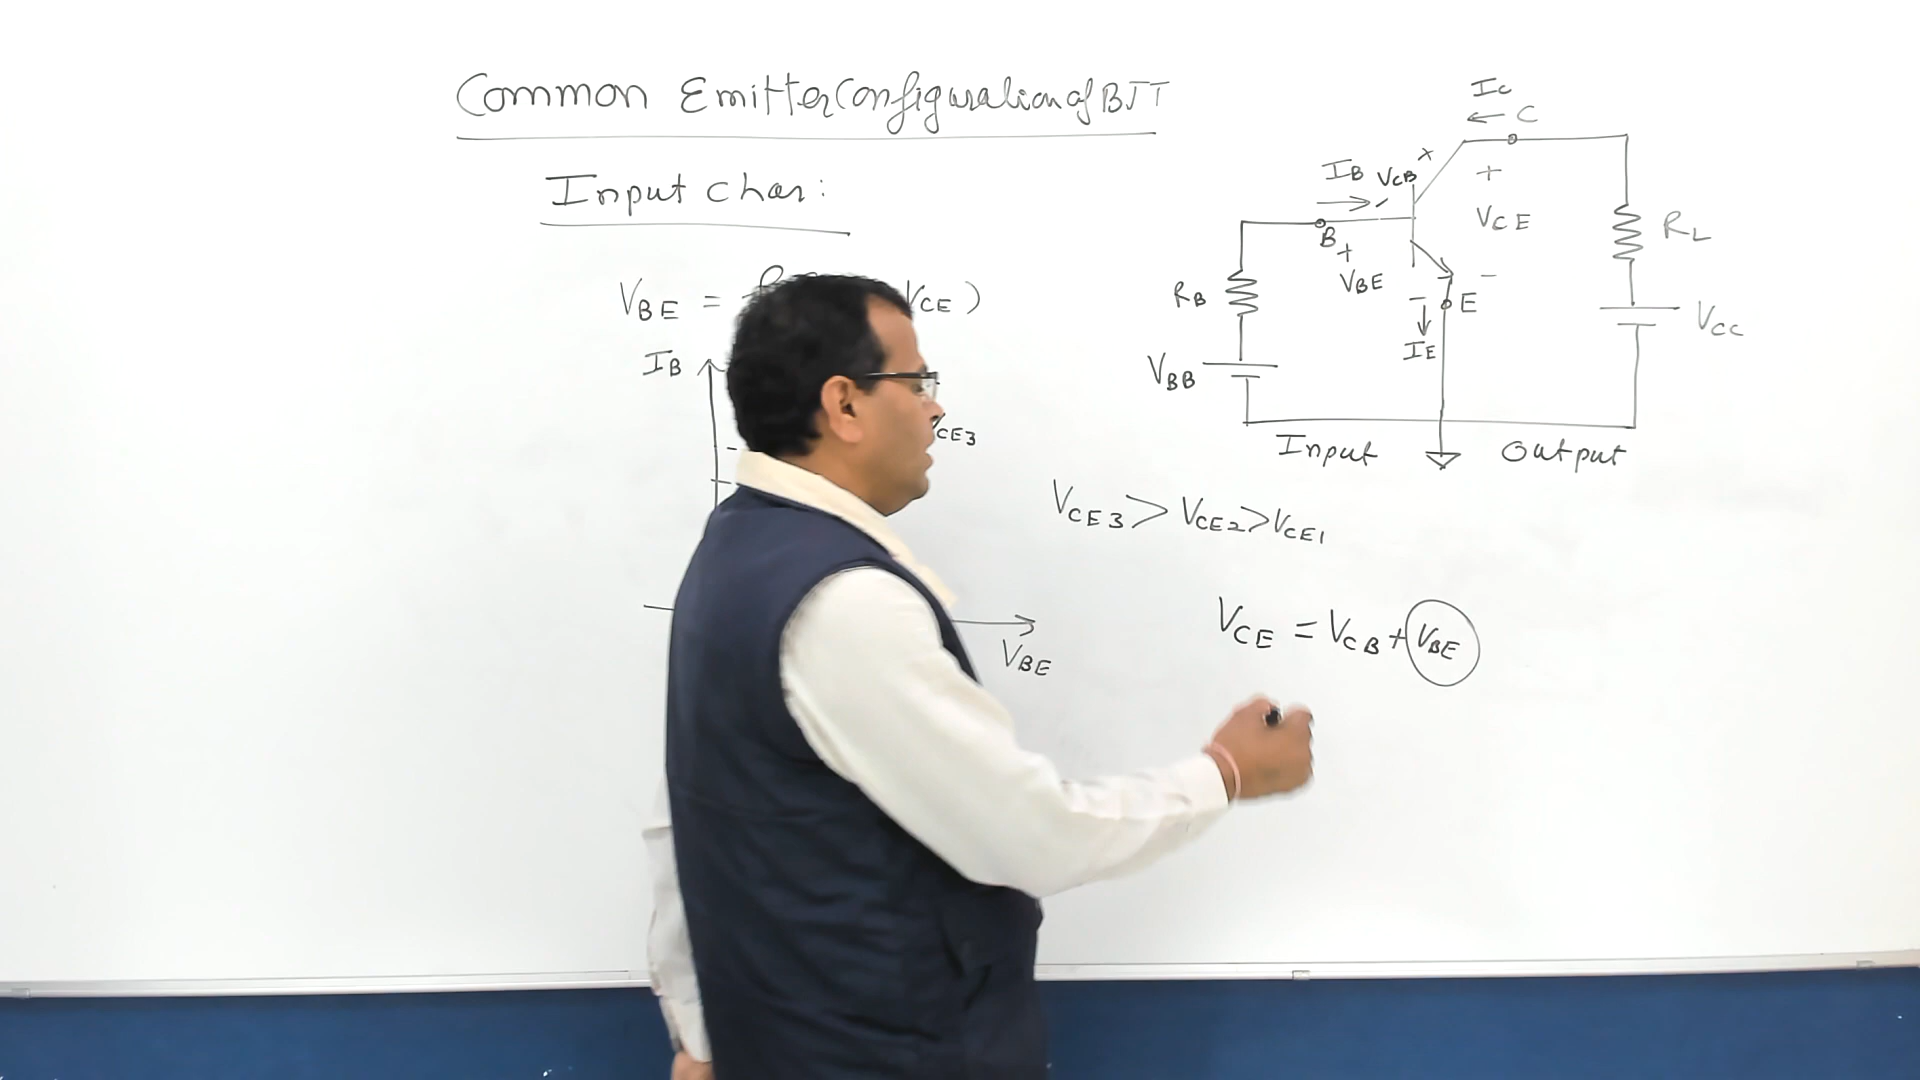 Common Emitter Configuration of BJT
Input char:
VBE = VCE )
IB
VCE3
VBE
IC
C
IB VCB
+
VCE
B +
VBE
-
- E
IE
RB
VBB
RL
VCC
Input
Output
VCE3 > VCE2 > VCE1
VCE = VCB + VBE